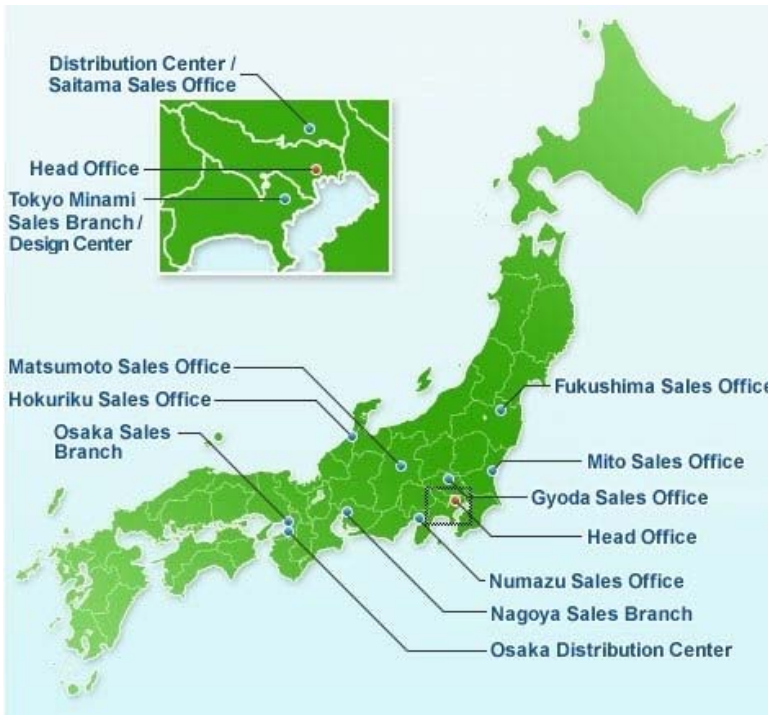 Distribution Center /
Saitama Sales Office
Head Office
Tokyo Minami
Sales Branch /
Design Center
Matsumoto Sales Office
Hokuriku Sales Office
Osaka Sales
Branch
Fukushima Sales Office
Mito Sales Office
Gyoda Sales Office
Head Office
Numazu Sales Office
Nagoya Sales Branch
Osaka Distribution Center